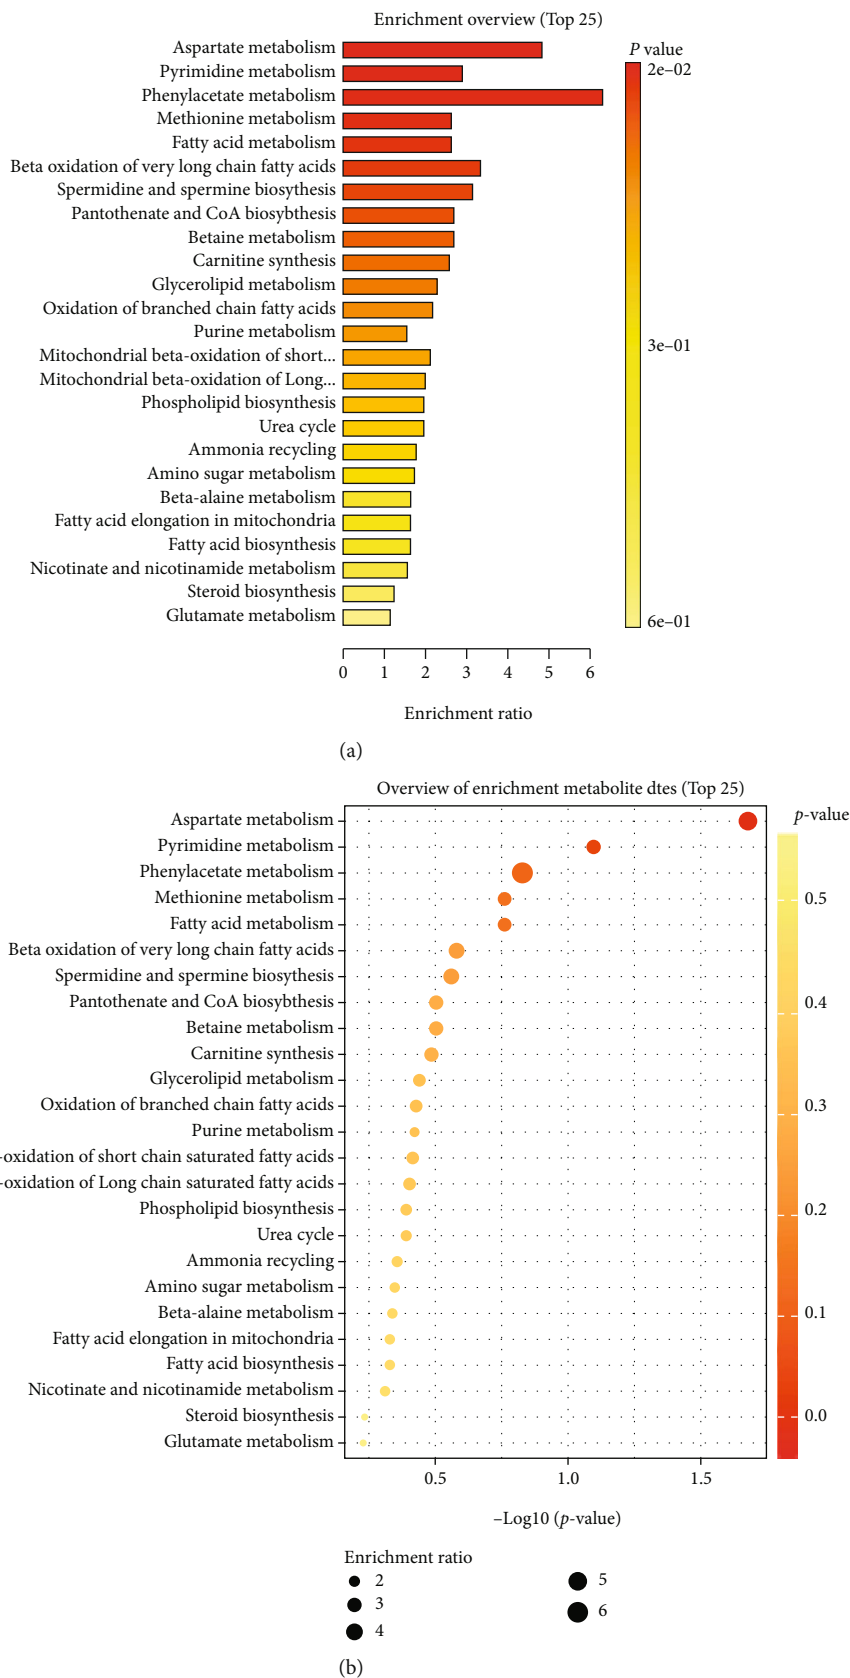 Enrichment overview (Top 25)
Aspartate metabolism
Pyrimidine metabolism
Phenylacetate metabolism
Methionine metabolism
Fatty acid metabolism
Beta oxidation of very long chain fatty acids
Spermidine and spermine biosythesis
Pantothenate and CoA biosybthesis
Betaine metabolism
Carnitine synthesis
Glycerolipid metabolism
Oxidation of branched chain fatty acids
Purine metabolism
Mitochondrial beta-oxidation of short...
Mitochondrial beta-oxidation of Long...
Phospholipid biosynthesis
Urea cycle
Ammonia recycling
Amino sugar metabolism
Beta-alaine metabolism
Fatty acid elongation in mitochondria
Fatty acid biosynthesis
Nicotinate and nicotinamide metabolism
Steroid biosynthesis
Glutamate metabolism
0 1 2 3 4 5 6
Enrichment ratio
P value
2e–02
3e–01
6e–01
(a)
Overview of enrichment metabolite dtes (Top 25)
Aspartate metabolism
Pyrimidine metabolism
Phenylacetate metabolism
Methionine metabolism
Fatty acid metabolism
Beta oxidation of very long chain fatty acids
Spermidine and spermine biosythesis
Pantothenate and CoA biosybthesis
Betaine metabolism
Carnitine synthesis
Glycerolipid metabolism
Oxidation of branched chain fatty acids
Purine metabolism
-oxidation of short chain saturated fatty acids
-oxidation of Long chain saturated fatty acids
Phospholipid biosynthesis
Urea cycle
Ammonia recycling
Amino sugar metabolism
Beta-alaine metabolism
Fatty acid elongation in mitochondria
Fatty acid biosynthesis
Nicotinate and nicotinamide metabolism
Steroid biosynthesis
Glutamate metabolism
0.5 1.0 1.5
–Log10 (p-value)
p-value
0.5
0.4
0.3
0.2
0.1
0.0
Enrichment ratio
2
3
4
5
6
(b)